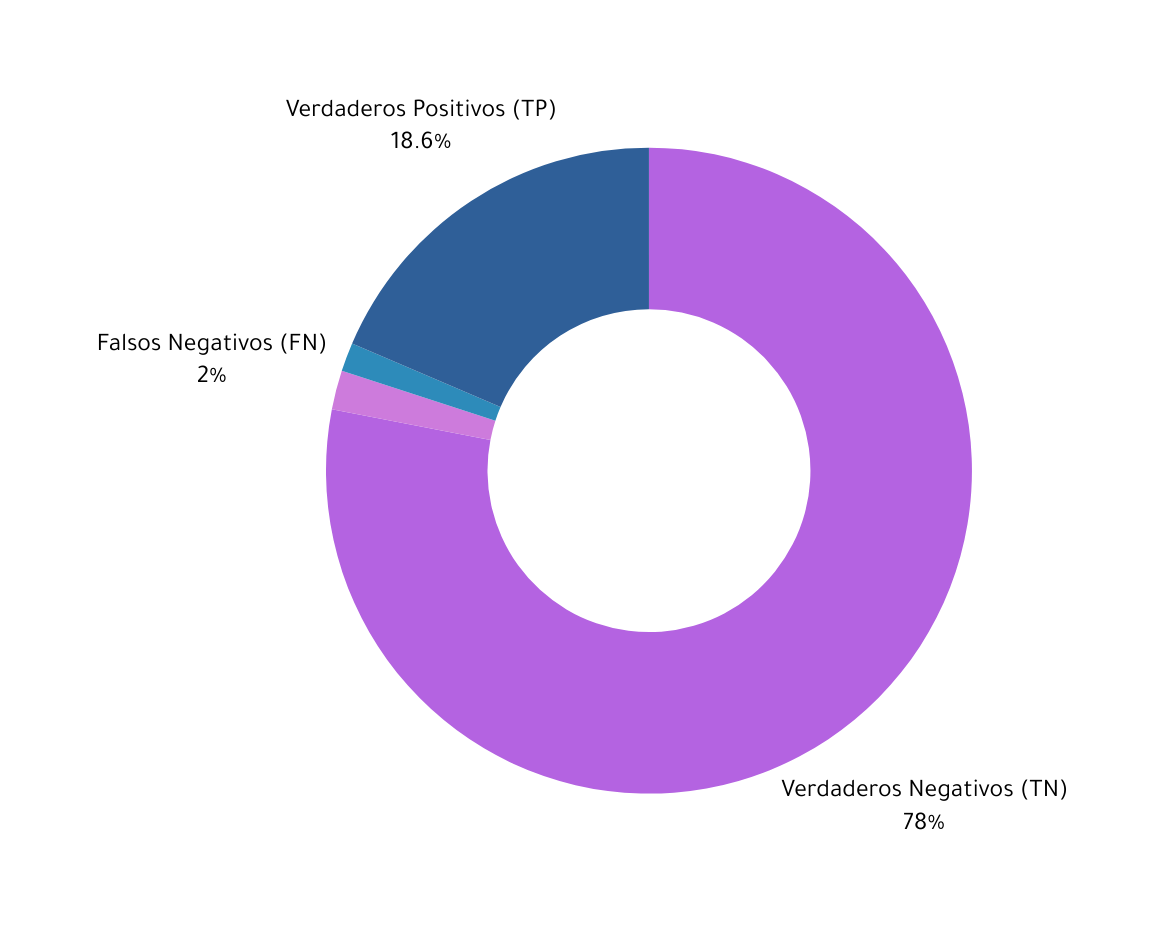 Verdaderos Positivos (TP)
18.6%
Falsos Negativos (FN)
2%
Verdaderos Negativos (TN)
78%